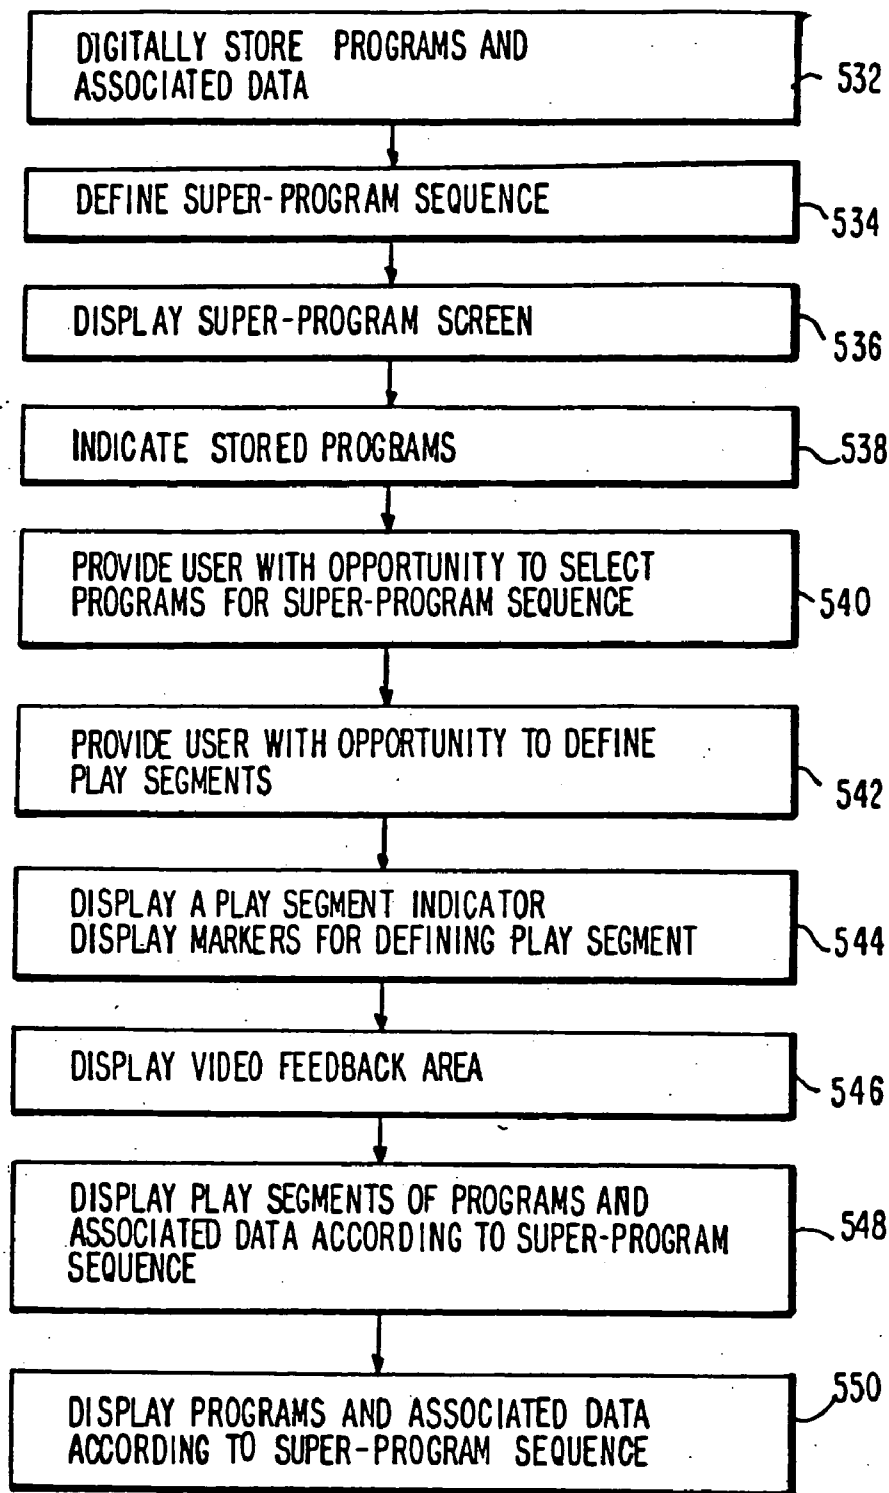 DIGITALLY STORE PROGRAMS AND
ASSOCIATED DATA
532
DEFINE SUPER-PROGRAM SEQUENCE
534
DISPLAY SUPER-PROGRAM SCREEN
536
INDICATE STORED PROGRAMS
538
PROVIDE USER WITH OPPORTUNITY TO SELECT
PROGRAMS FOR SUPER-PROGRAM SEQUENCE
540
PROVIDE USER WITH OPPORTUNITY TO DEFINE
PLAY SEGMENTS
542
DISPLAY A PLAY SEGMENT INDICATOR
DISPLAY MARKERS FOR DEFINING PLAY SEGMENT
544
DISPLAY VIDEO FEEDBACK AREA
546
DISPLAY PLAY SEGMENTS OF PROGRAMS AND
ASSOCIATED DATA ACCORDING TO SUPER-PROGRAM
SEQUENCE
548
DISPLAY PROGRAMS AND ASSOCIATED DATA
ACCORDING TO SUPER-PROGRAM SEQUENCE
550